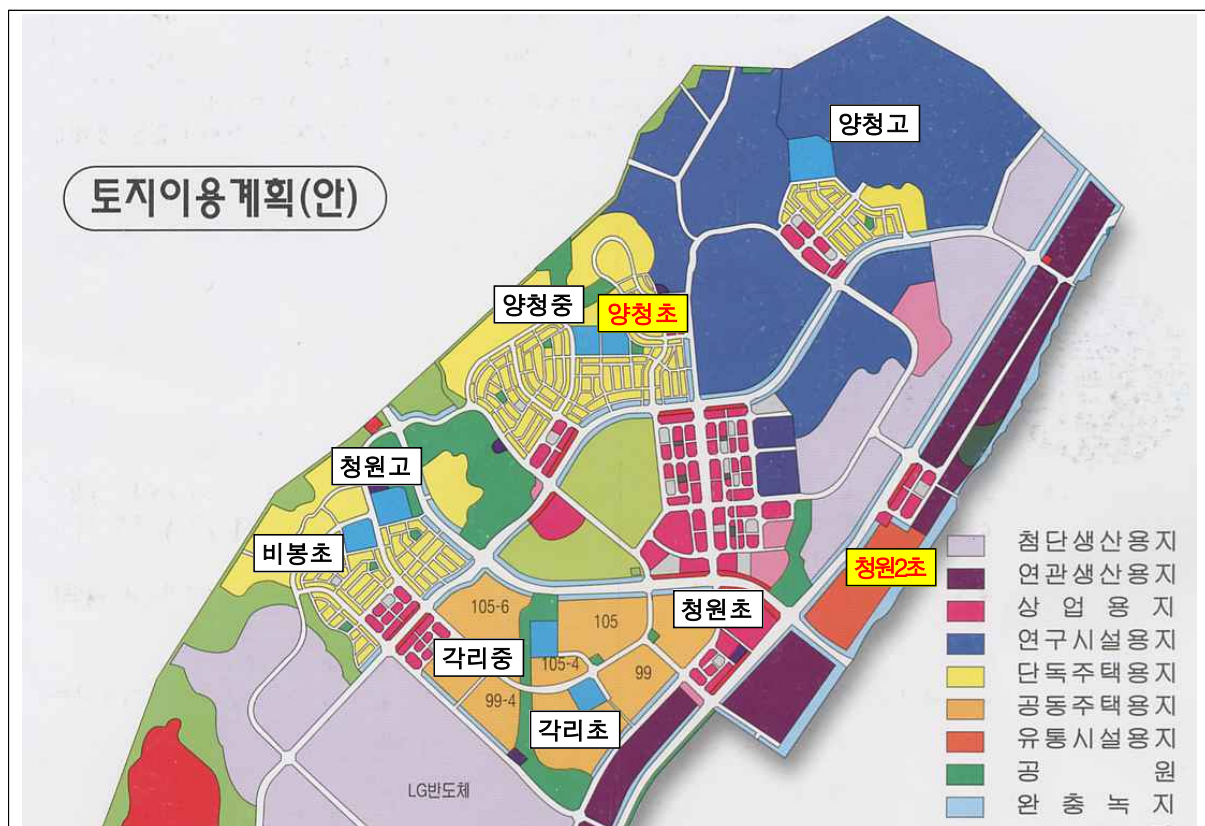 토지이용계획(안)
양청고
양청중
양청초
청원고
비봉초
청원2초
청원초
105-6
105
각리중
105-4
99
99-4
각리초
LG반도체
첨단생산용지
연관생산용지
상업용지
연구시설용지
단독주택용지
공동주택용지
유통시설용지
공원
완충녹지